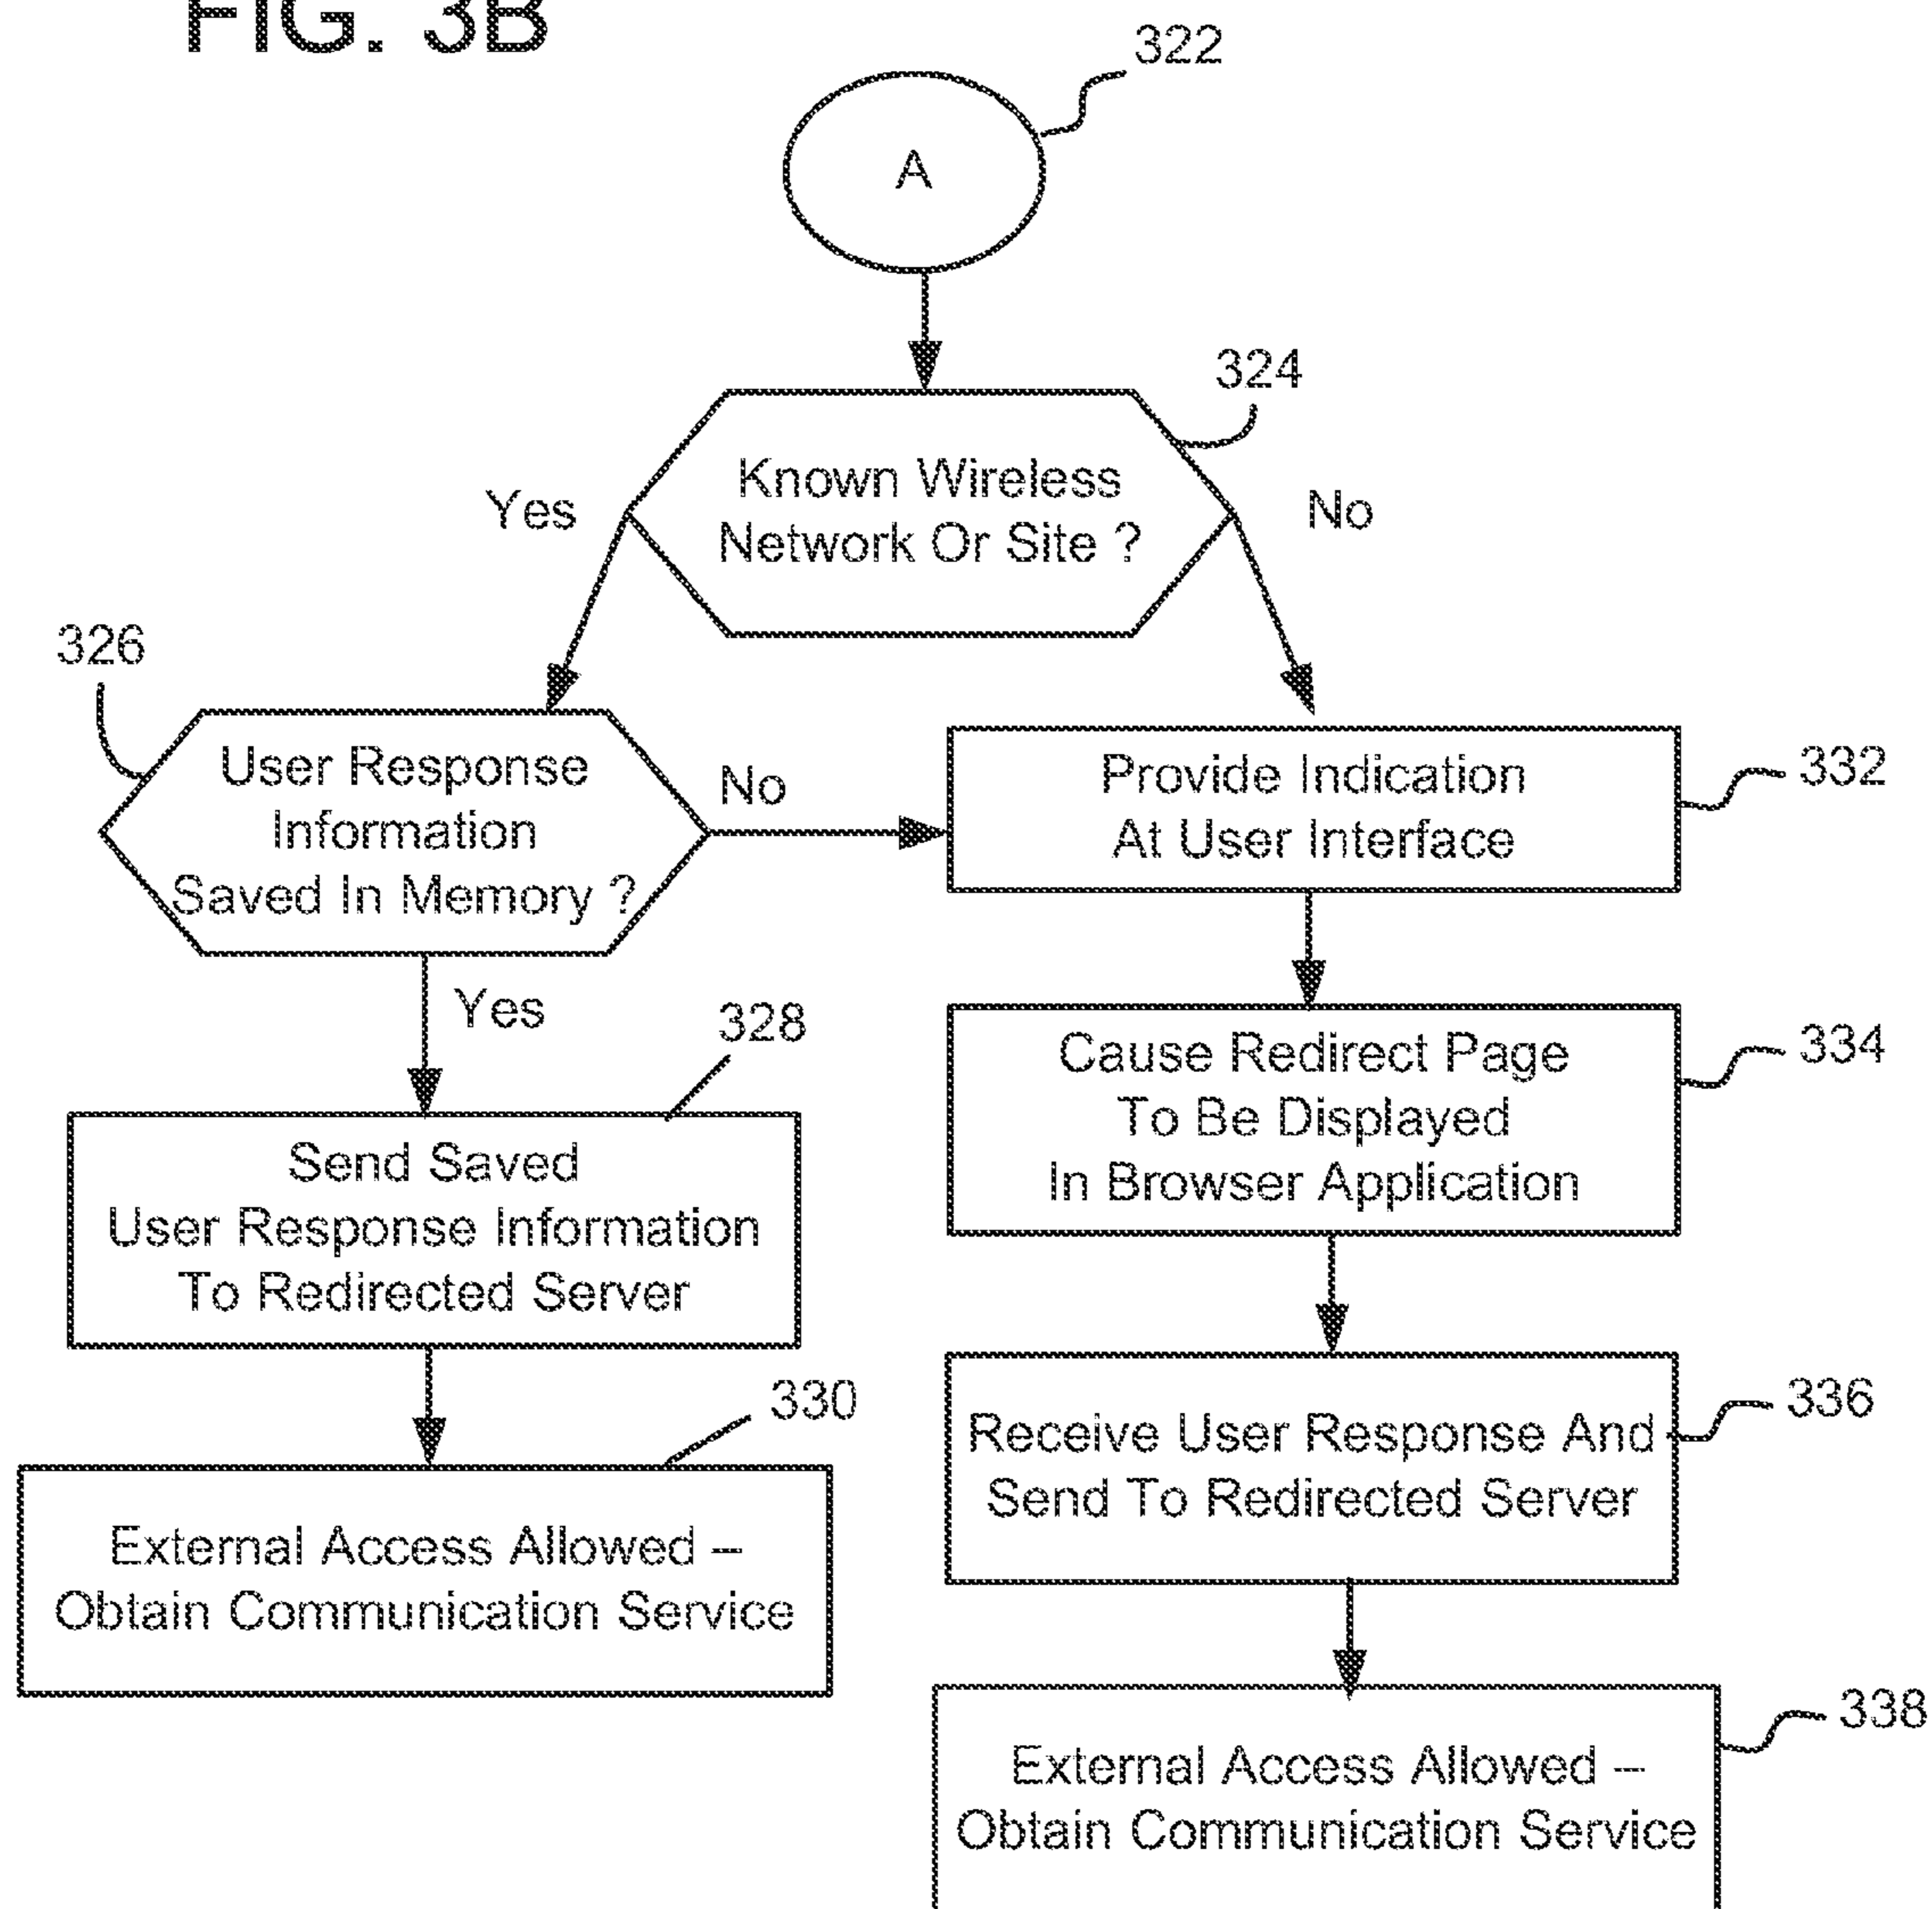 FIG. 3B
322
A
324
Known Wireless
Network Or Site ?
Yes
No
326
User Response
Information
Saved In Memory ?
No
Yes
332
Provide Indication
At User Interface
334
Cause Redirect Page
To Be Displayed
In Browser Application
328
Send Saved
User Response Information
To Redirected Server
330
External Access Allowed –
Obtain Communication Service
336
Receive User Response And
Send To Redirected Server
338
External Access Allowed –
Obtain Communication Service